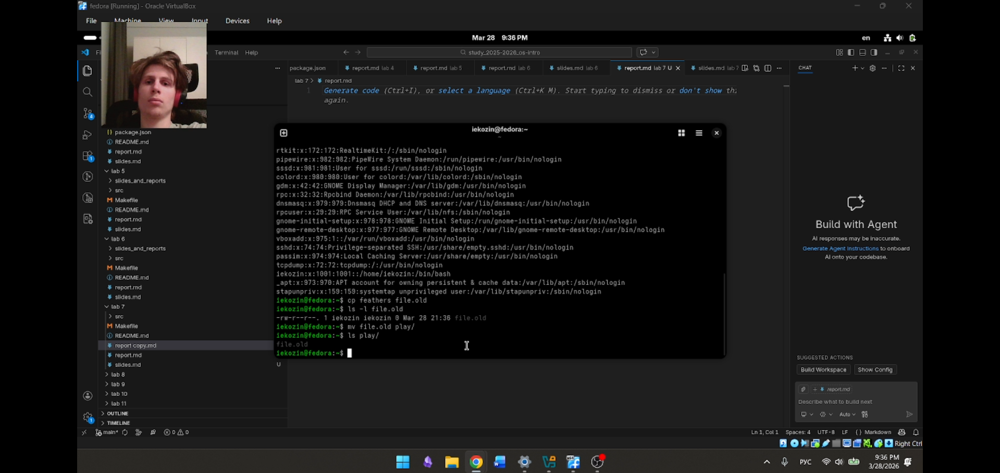 fedora [Running] - Oracle VirtualBox
File Machine View Input Devices Help
Mar 28 9:36 PM
en
Terminal Help
study_2025-2026_os-intro
package.json
report.md lab 4
report.md lab 5
report.md lab 6
slides.md lab 6
report.md lab 7 U
slides.md lab 7
CHAT
lab 7 > report.md
1
Generate code (Ctrl+I), or select a language (Ctrl+K M). Start typing to dismiss or don't show thi
again.
package.json
README.md
report.md
slides.md
lab 5
slides_and_reports
src
Makefile
README.md
report.md
slides.md
lab 6
slides_and_reports
src
Makefile
README.md
report.md
slides.md
lab 7
src
Makefile
README.md
report copy.md
report.md
slides.md
U
lab 8
lab 9
lab 10
lab 11
OUTLINE
TIMELINE
iekozin@fedora:~
~
rtkit:x:172:172:RealtimeKit:/:/sbin/nologin
pipewire:x:982:982:PipeWire System Daemon:/run/pipewire:/usr/bin/nologin
sssd:x:981:981:User for sssd:/run/sssd:/sbin/nologin
colord:x:980:980:User for colord:/var/lib/colord:/sbin/nologin
gdm:x:42:42:GNOME Display Manager:/var/lib/gdm:/usr/bin/nologin
rpc:x:32:32:Rpcbind Daemon:/var/lib/rpcbind:/usr/bin/nologin
dnsmasq:x:979:979:Dnsmasq DHCP and DNS server:/var/lib/dnsmasq:/usr/bin/nologin
rpcuser:x:29:29:RPC Service User:/var/lib/nfs:/sbin/nologin
gnome-initial-setup:x:978:978:GNOME Initial Setup:/run/gnome-initial-setup:/usr/bin/nologin
gnome-remote-desktop:x:977:977:GNOME Remote Desktop:/var/lib/gnome-remote-desktop:/usr/bin/nologin
vboxadd:x:975:1::/var/run/vboxadd:/usr/bin/nologin
sshd:x:74:74:Privilege-separated SSH:/usr/share/empty.sshd:/usr/bin/nologin
passim:x:974:974:Local Caching Server:/usr/share/empty:/usr/bin/nologin
tcpdump:x:72:72:tcpdump:/:/usr/bin/nologin
iekozin:x:1001:1001::/home/iekozin:/bin/bash
_apt:x:973:970:APT account for owning persistent & cache data:/var/lib/apt:/sbin/nologin
stapunpriv:x:159:159:systemtap unprivileged user:/var/lib/stapunpriv:/sbin/nologin
iekozin@fedora:~$ cp feathers file.old
iekozin@fedora:~$ ls -l file.old
-rw-r--r--. 1 iekozin iekozin 0 Mar 28 21:36 file.old
iekozin@fedora:~$ mv file.old play/
iekozin@fedora:~$ ls play/
file.old
iekozin@fedora:~$
Build with Agent
AI responses may be inaccurate.
Generate Agent Instructions to onboard
AI onto your codebase.
SUGGESTED ACTIONS
Build Workspace Show Config
report.md
Describe what to build next
Auto
main* 0 0
Ln 1, Col 1 Spaces: 4 UTF-8 LF { } Markdown
Right Ctrl
РУС
9:36 PM
3/28/2026